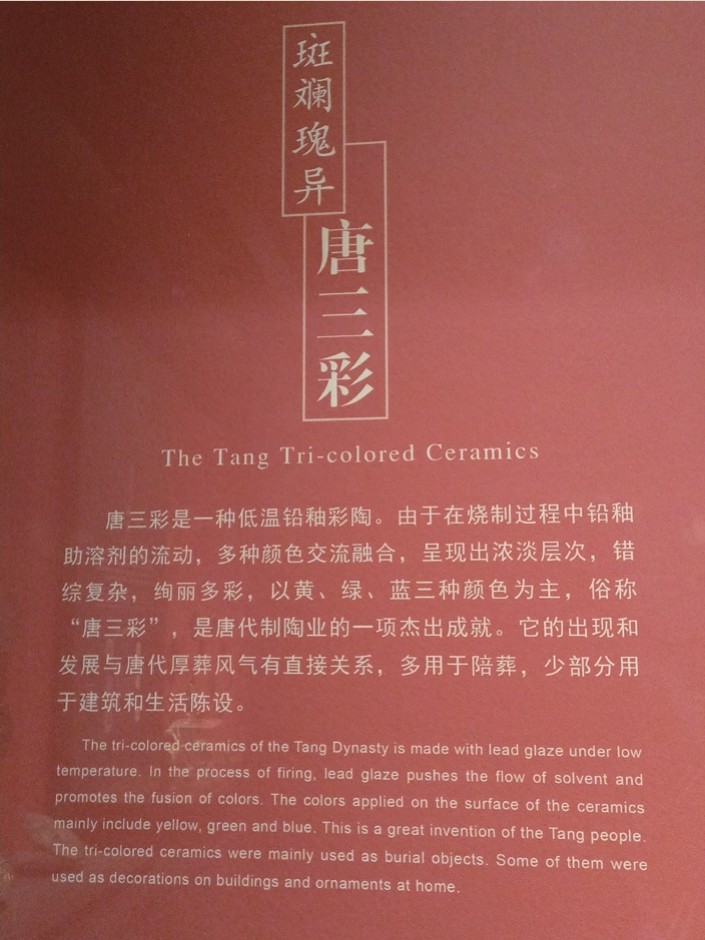 斑斓瑰异
唐三彩
The Tang Tri-colored Ceramics
唐三彩是一种低温铅釉彩陶。由于在烧制过程中铅釉
助溶剂的流动，多种颜色交流融合，呈现出浓淡层次，错
综复杂，绚丽多彩，以黄、绿、蓝三种颜色为主，俗称
“唐三彩”，是唐代制陶业的一项杰出成就。它的出现和
发展与唐代厚葬风气有直接关系，多用于陪葬，少部分用
于建筑和生活陈设。
The tri-colored ceramics of the Tang Dynasty is made with lead glaze under low
temperature. In the process of firing, lead glaze pushes the flow of solvent and
promotes the fusion of colors. The colors applied on the surface of the ceramics
mainly include yellow, green and blue. This is a great invention of the Tang people.
The tri-colored ceramics were mainly used as burial objects. Some of them were
used as decorations on buildings and ornaments at home.